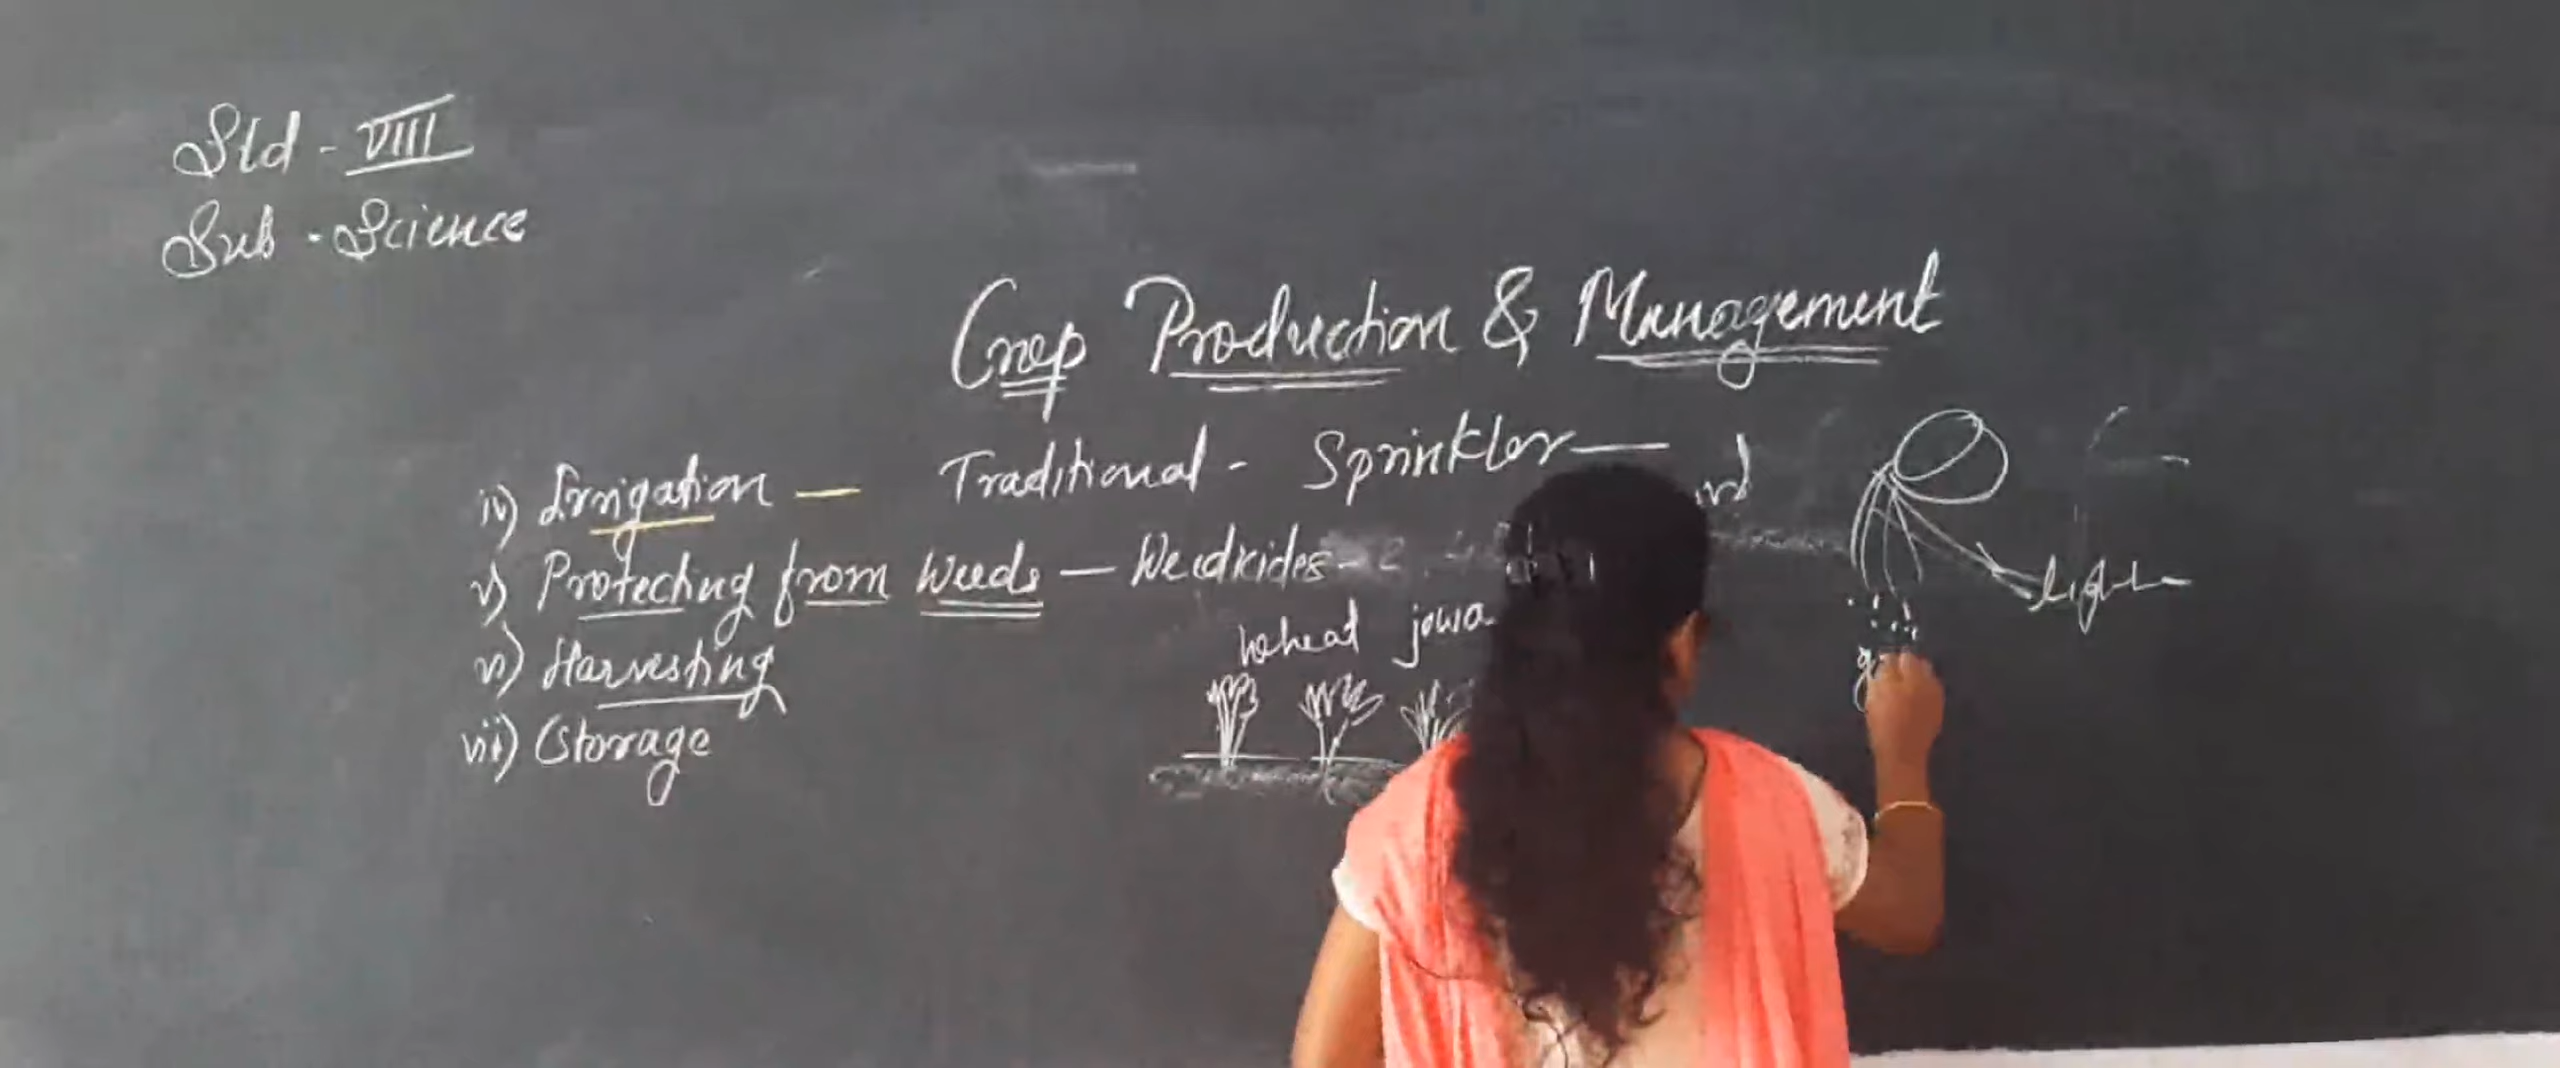 Std - VIII
Sub - Science
Crop Production & Management
iv) Irrigation — Traditional - Sprinkler —
v) Protecting from Weeds — Weedicides -
wheat
vi) Harvesting
vii) Storage
light